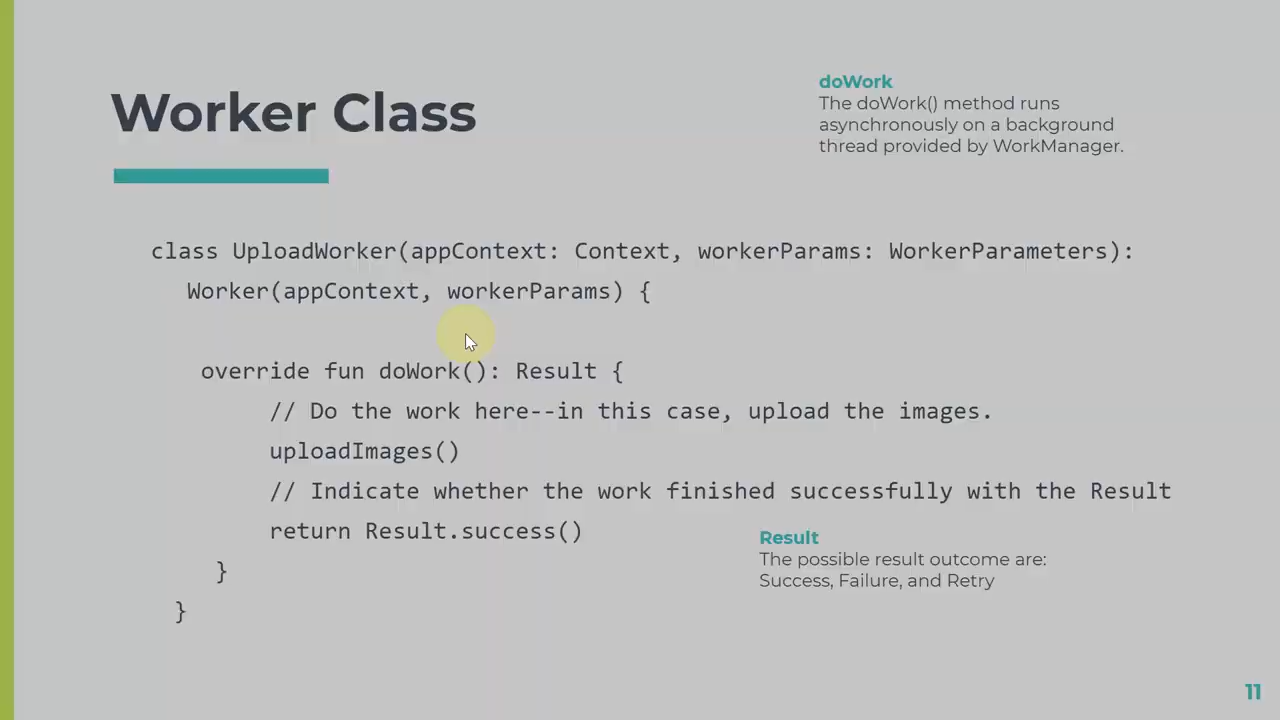 Worker Class
doWork
The doWork() method runs
asynchronously on a background
thread provided by WorkManager.
class UploadWorker(appContext: Context, workerParams: WorkerParameters):
Worker(appContext, workerParams) {
override fun doWork(): Result {
// Do the work here--in this case, upload the images.
uploadImages()
// Indicate whether the work finished successfully with the Result
return Result.success()
}
}
Result
The possible result outcome are:
Success, Failure, and Retry
11